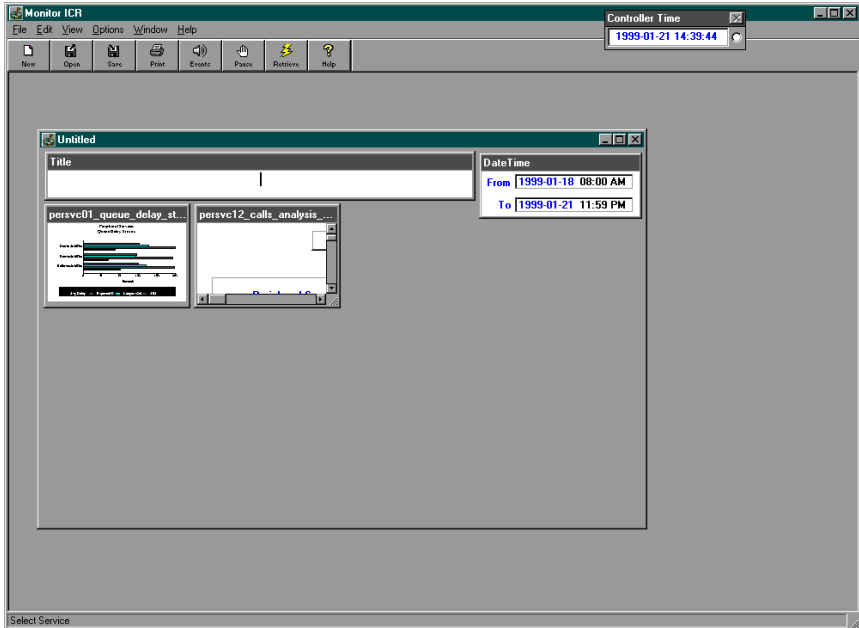 Monitor ICR
Controller Time
File Edit View Options Window Help
1999-01-21 14:39:44
New Open Save Print Events Pause Retrieve Help
Untitled
Title
DateTime
From 1999-01-18 08:00 AM
To 1999-01-21 11:59 PM
persvc01_queue_delay_st...
persvc12_calls_analysis_...
Peripheral Services
Select Service